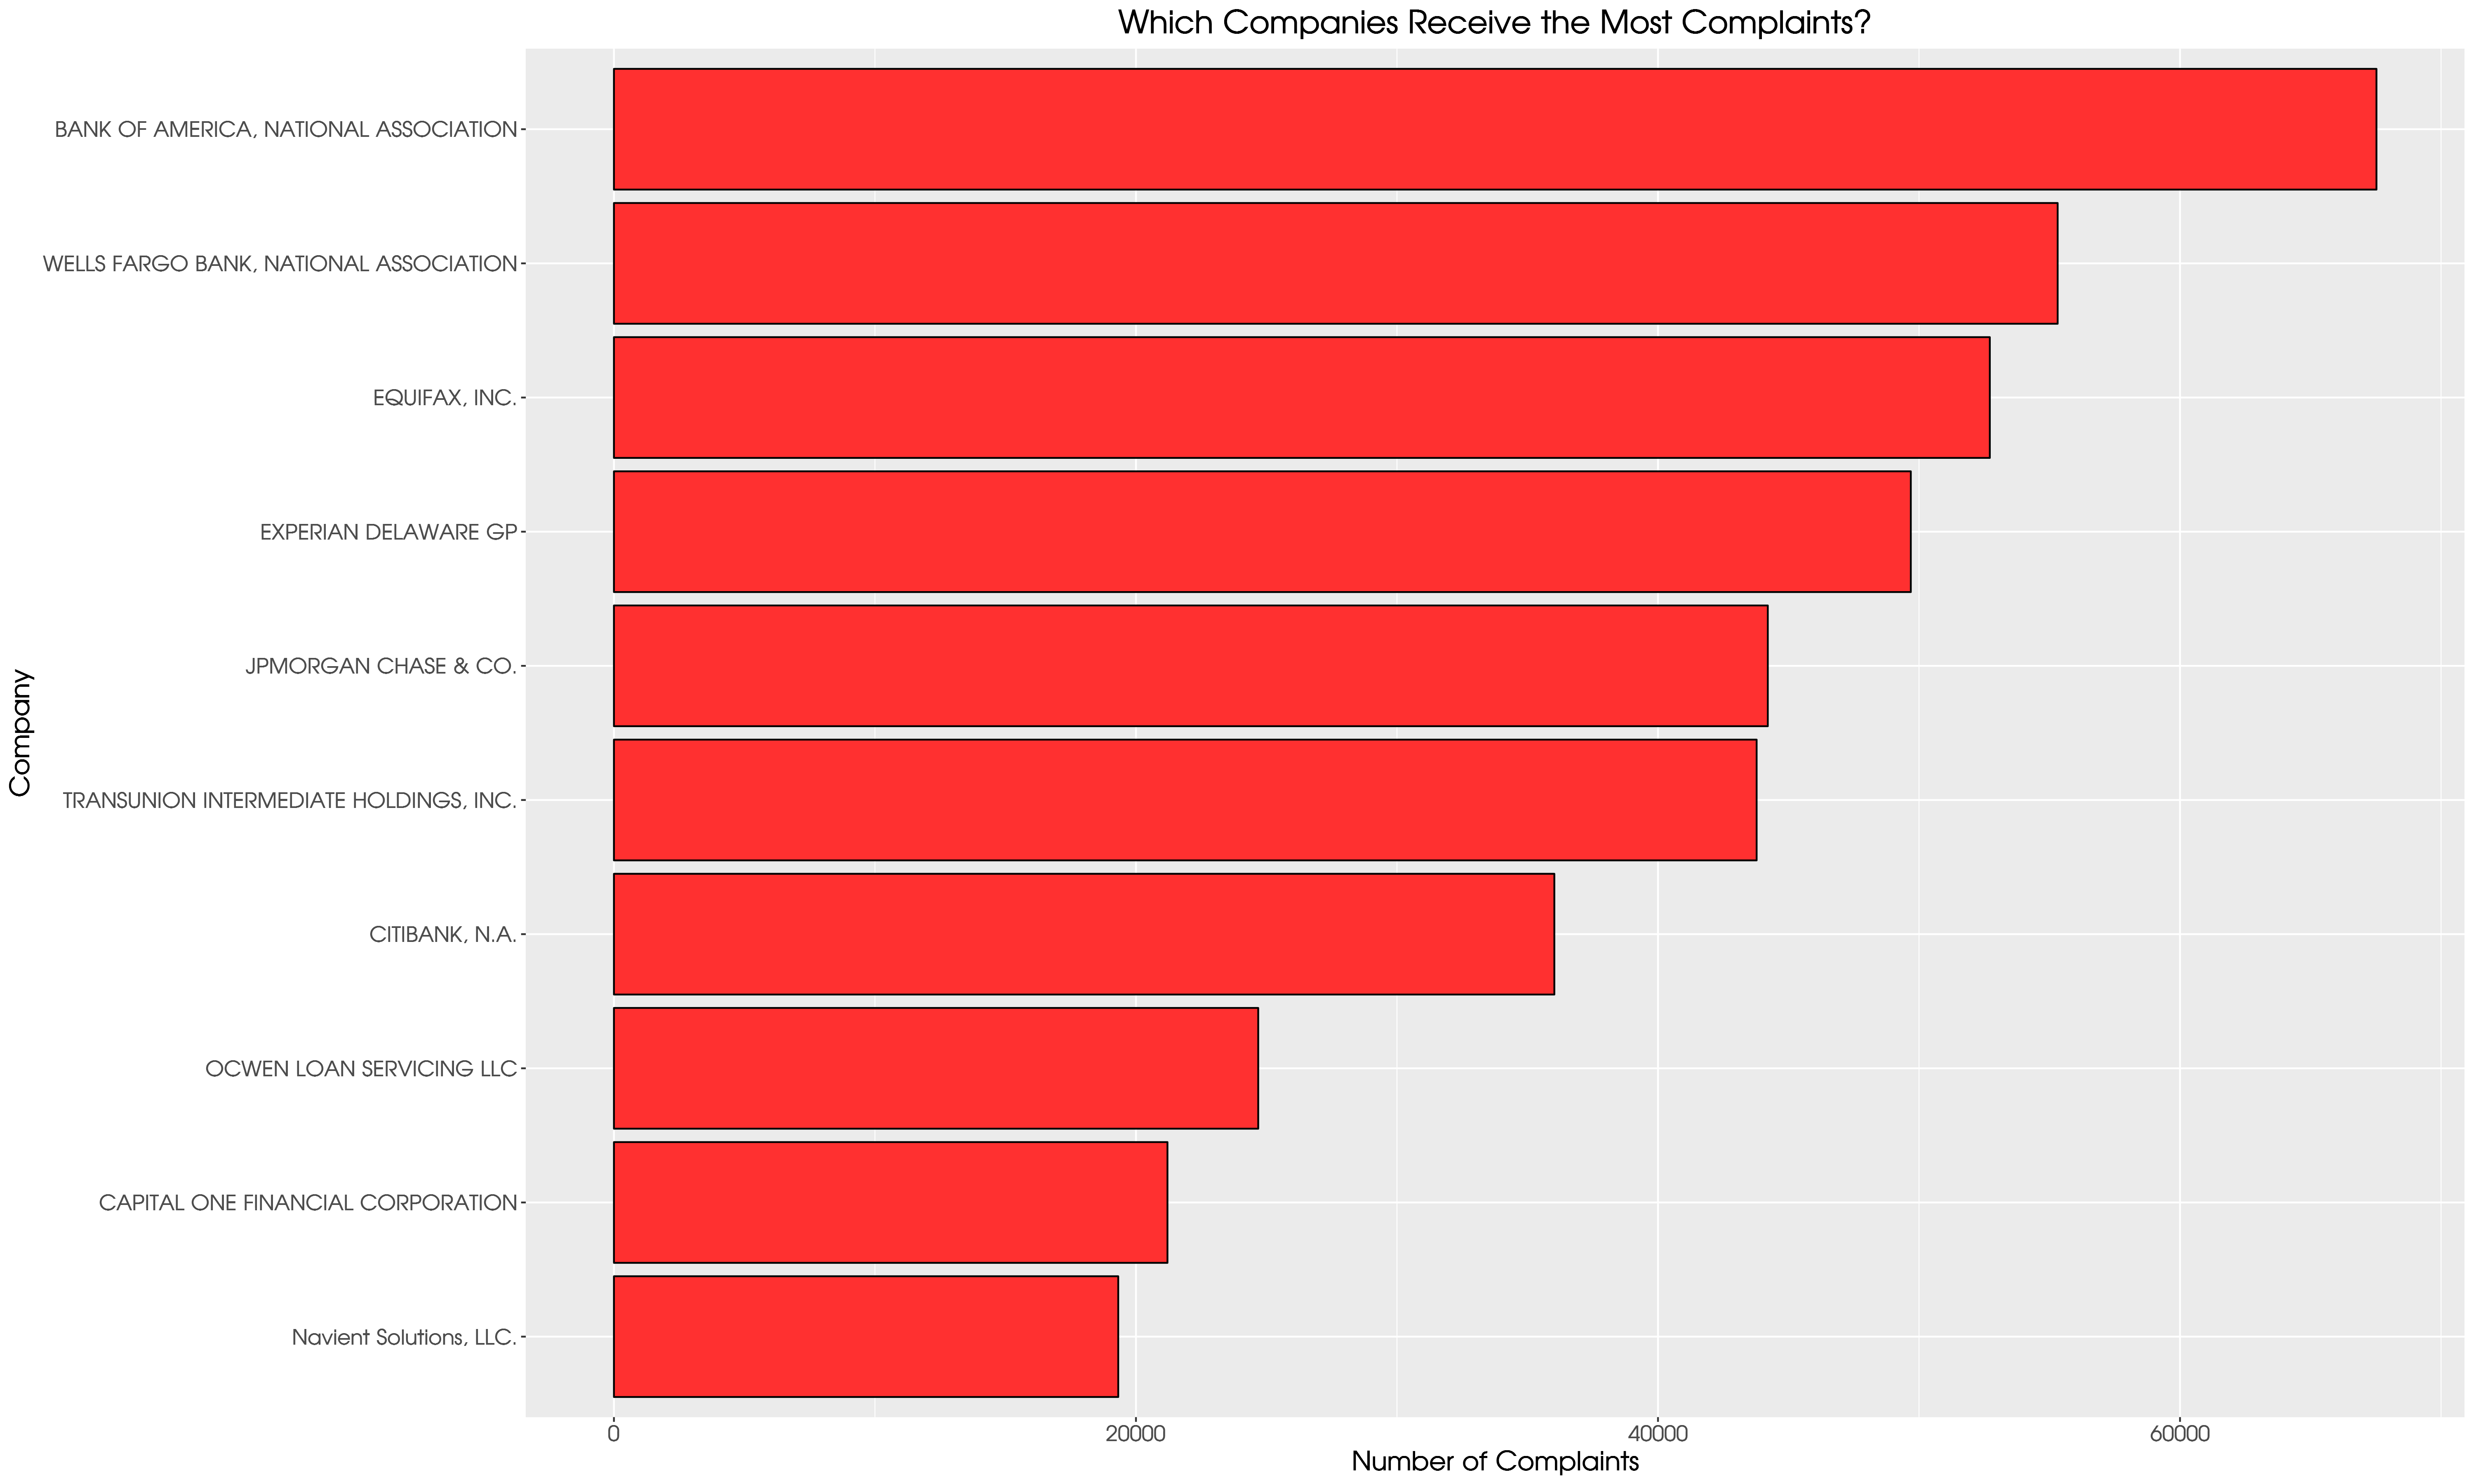 Which Companies Receive the Most Complaints?
BANK OF AMERICA, NATIONAL ASSOCIATION
WELLS FARGO BANK, NATIONAL ASSOCIATION
EQUIFAX, INC.
EXPERIAN DELAWARE GP
JPMORGAN CHASE & CO.
TRANSUNION INTERMEDIATE HOLDINGS, INC.
CITIBANK, N.A.
OCWEN LOAN SERVICING LLC
CAPITAL ONE FINANCIAL CORPORATION
Navient Solutions, LLC.
Company
0 20000 40000 60000
Number of Complaints